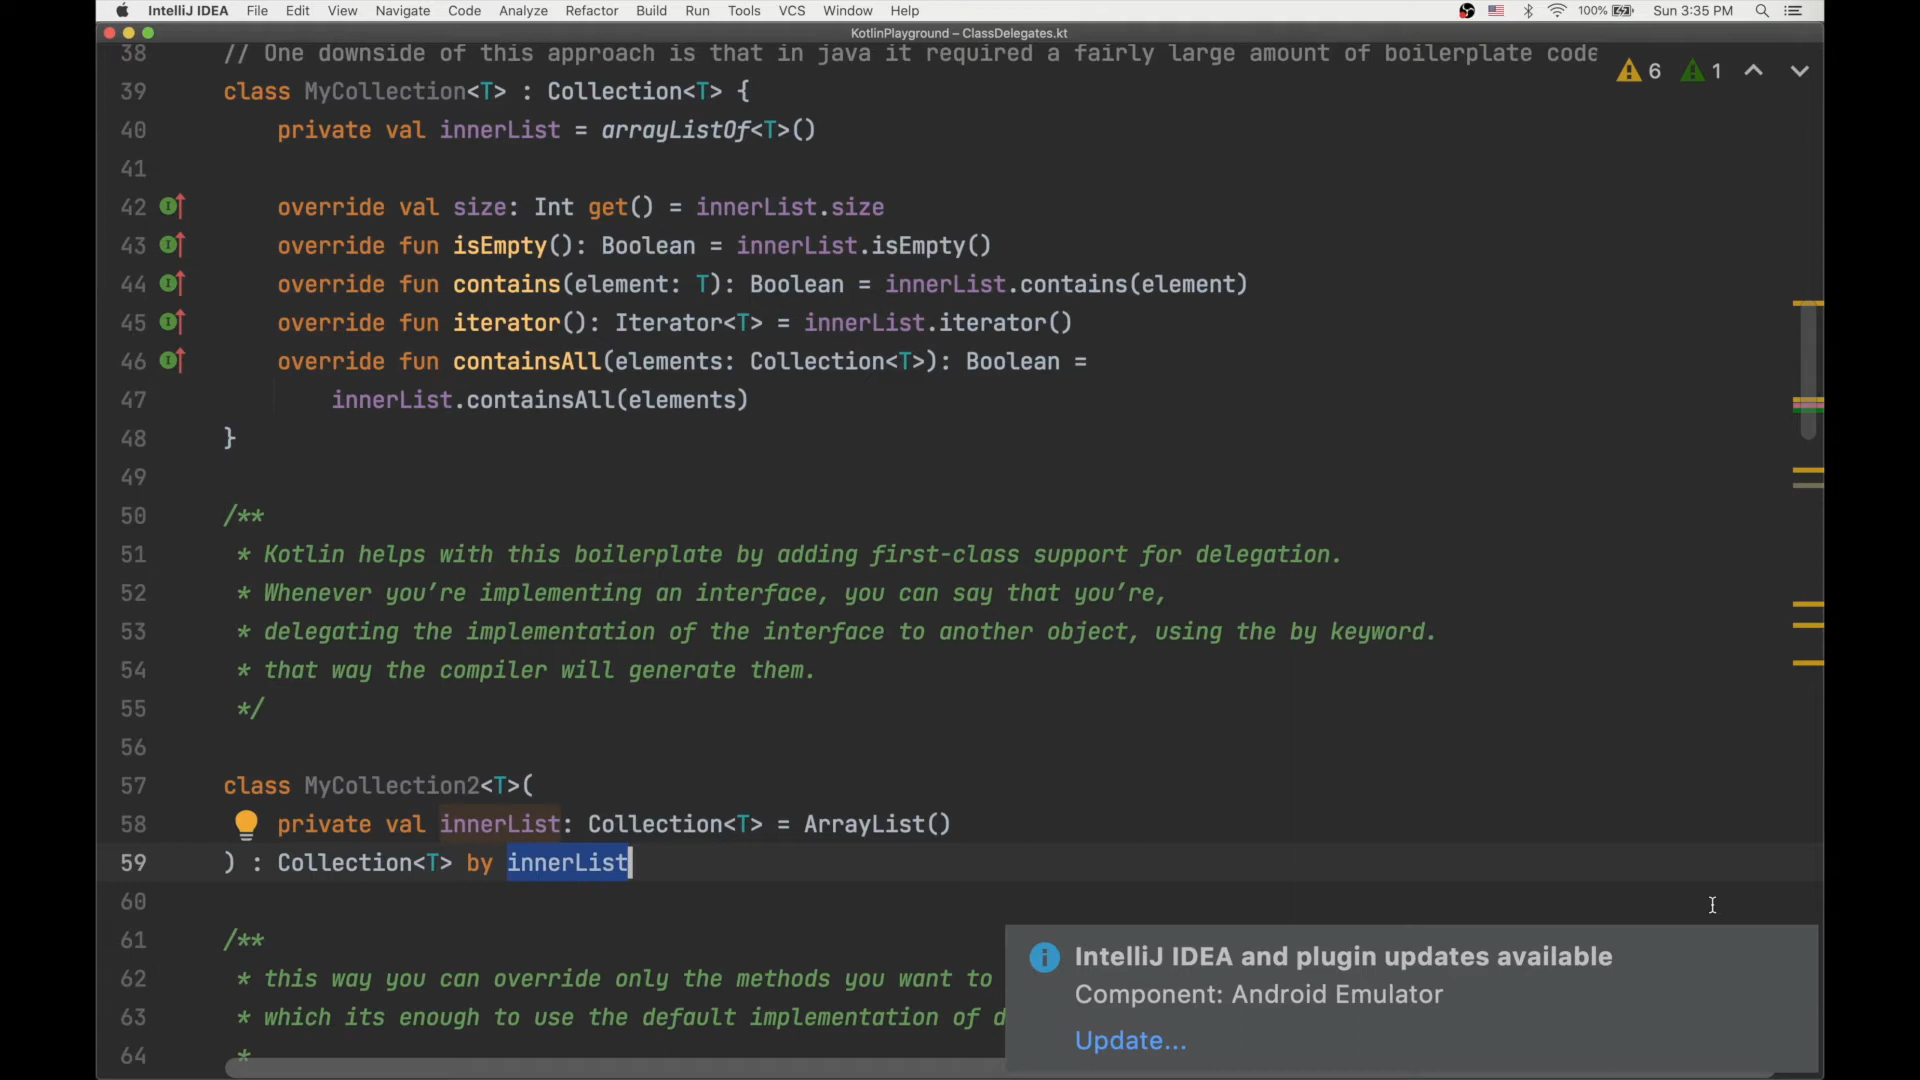 IntelliJ IDEA File Edit View Navigate Code Analyze Refactor Build Run Tools VCS Window Help 100% Sun 3:35 PM
KotlinPlayground – ClassDelegates.kt
38 // One downside of this approach is that in java it required a fairly large amount of boilerplate code
6 1
39 class MyCollection<T> : Collection<T> {
40 private val innerList = arrayListOf<T>()
41
42 override val size: Int get() = innerList.size
43 override fun isEmpty(): Boolean = innerList.isEmpty()
44 override fun contains(element: T): Boolean = innerList.contains(element)
45 override fun iterator(): Iterator<T> = innerList.iterator()
46 override fun containsAll(elements: Collection<T>): Boolean =
47 innerList.containsAll(elements)
48 }
49
50 /**
51 * Kotlin helps with this boilerplate by adding first-class support for delegation.
52 * Whenever you’re implementing an interface, you can say that you’re,
53 * delegating the implementation of the interface to another object, using the by keyword.
54 * that way the compiler will generate them.
55 */
56
57 class MyCollection2<T>(
58 private val innerList: Collection<T> = ArrayList()
59 ) : Collection<T> by innerList
60
61 /**
62 * this way you can override only the methods you want to
63 * which its enough to use the default implementation of d
64 *
IntelliJ IDEA and plugin updates available
Component: Android Emulator
Update...